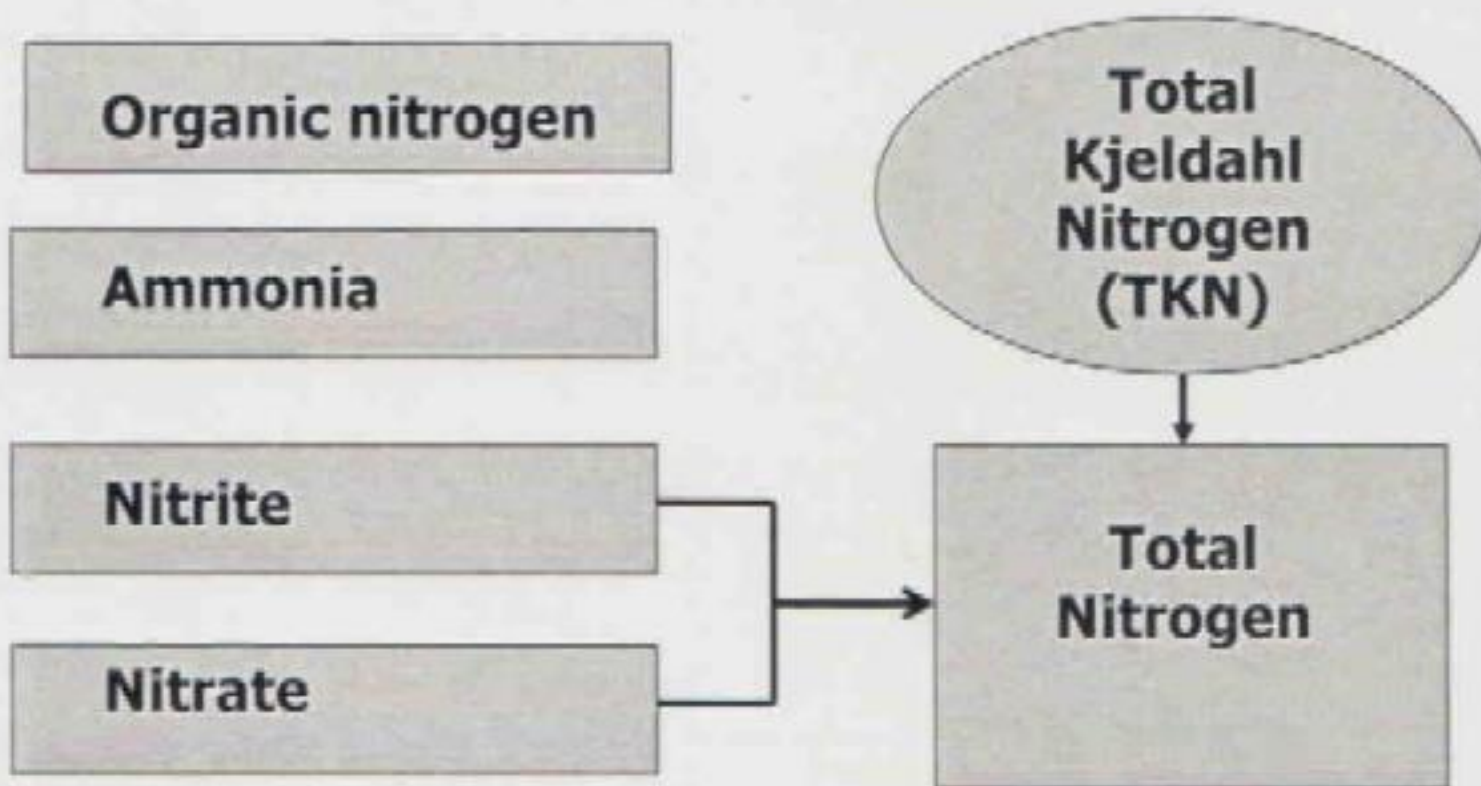 Organic nitrogen
Ammonia
Nitrite
Nitrate
Total
Kjeldahl
Nitrogen
(TKN)
Total
Nitrogen